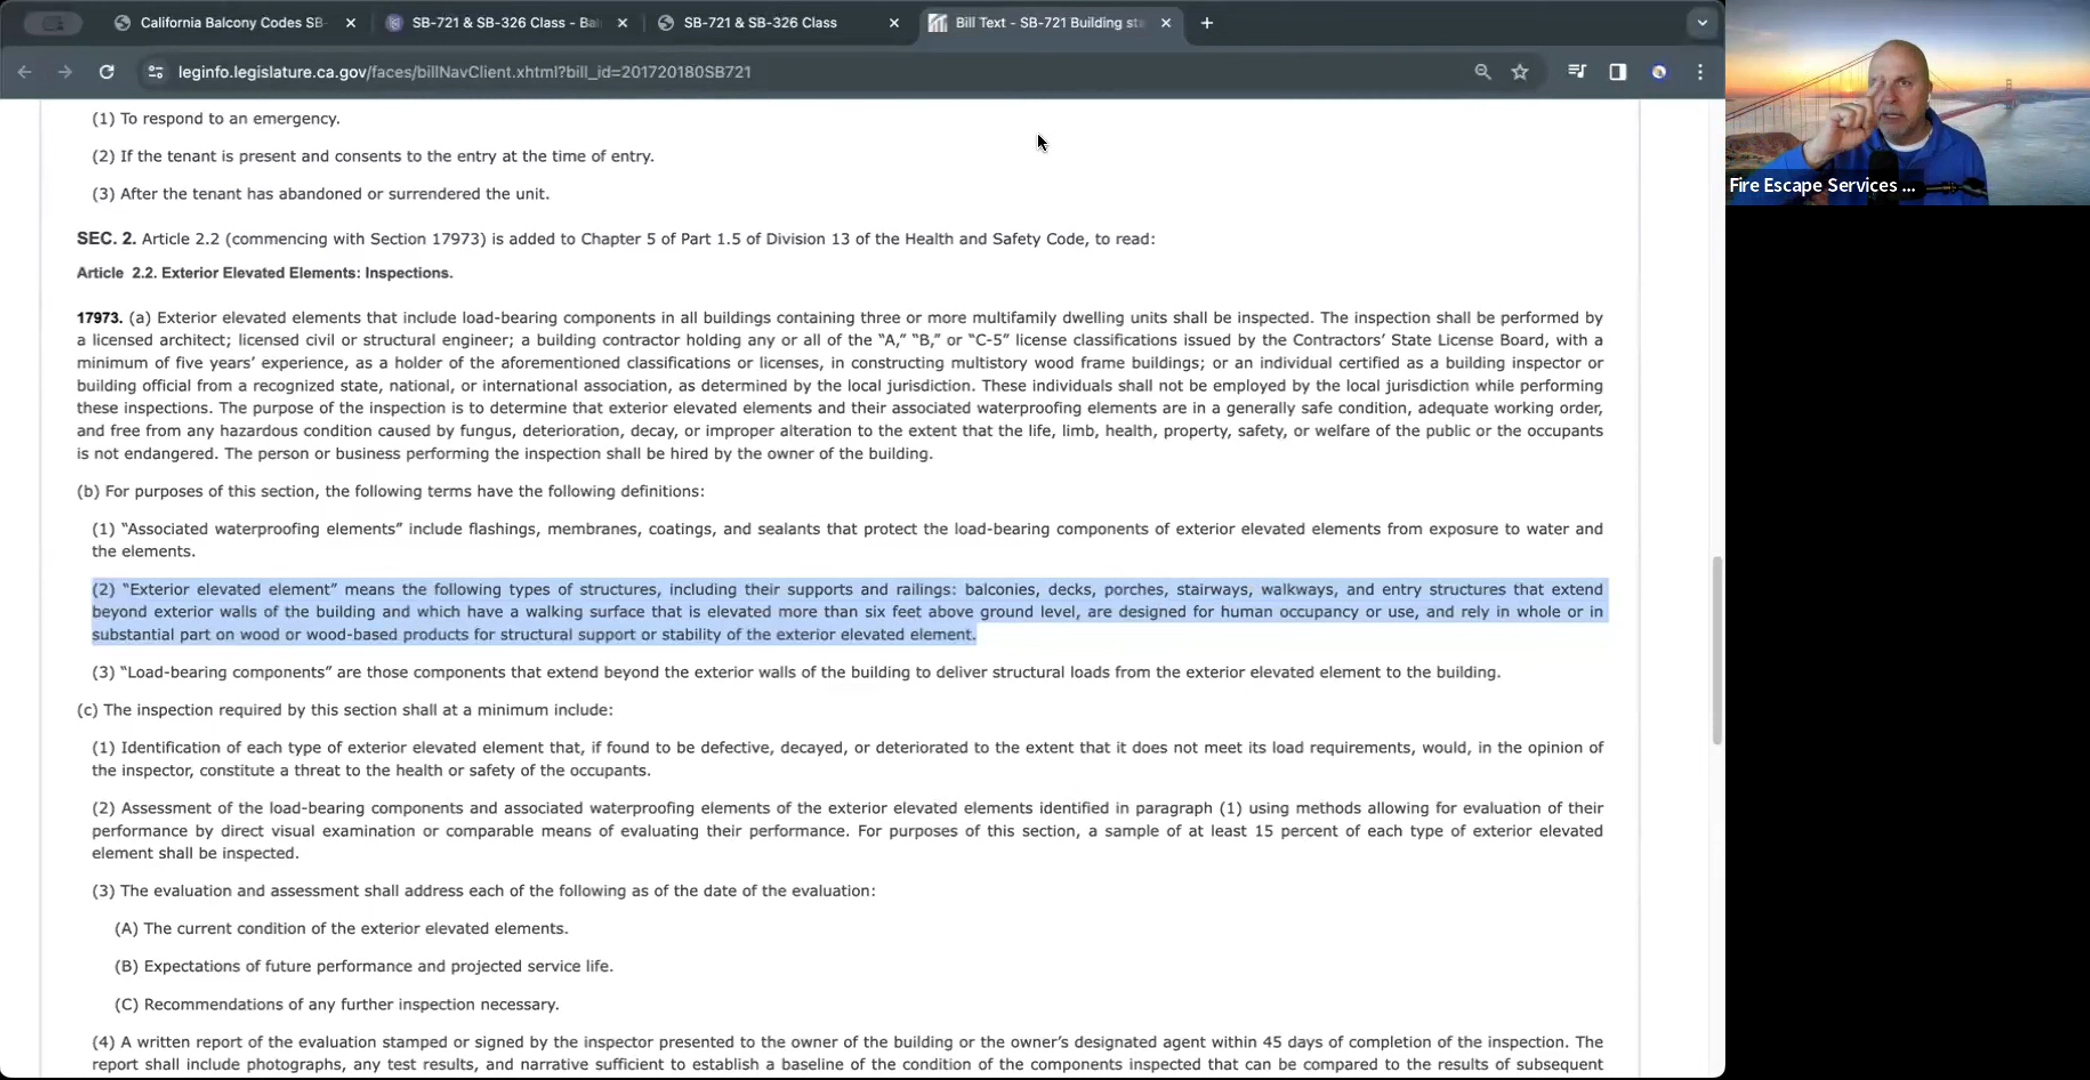 California Balcony Codes SB-
SB-721 & SB-326 Class - Bal
SB-721 & SB-326 Class
Bill Text - SB-721 Building sta
leginfo.legislature.ca.gov/faces/billNavClient.xhtml?bill_id=201720180SB721
Fire Escape Services ...
(1) To respond to an emergency.
(2) If the tenant is present and consents to the entry at the time of entry.
(3) After the tenant has abandoned or surrendered the unit.
SEC. 2. Article 2.2 (commencing with Section 17973) is added to Chapter 5 of Part 1.5 of Division 13 of the Health and Safety Code, to read:
Article 2.2. Exterior Elevated Elements: Inspections.
17973. (a) Exterior elevated elements that include load-bearing components in all buildings containing three or more multifamily dwelling units shall be inspected. The inspection shall be performed by
a licensed architect; licensed civil or structural engineer; a building contractor holding any or all of the “A,” “B,” or “C-5” license classifications issued by the Contractors’ State License Board, with a
minimum of five years’ experience, as a holder of the aforementioned classifications or licenses, in constructing multistory wood frame buildings; or an individual certified as a building inspector or
building official from a recognized state, national, or international association, as determined by the local jurisdiction. These individuals shall not be employed by the local jurisdiction while performing
these inspections. The purpose of the inspection is to determine that exterior elevated elements and their associated waterproofing elements are in a generally safe condition, adequate working order,
and free from any hazardous condition caused by fungus, deterioration, decay, or improper alteration to the extent that the life, limb, health, property, safety, or welfare of the public or the occupants
is not endangered. The person or business performing the inspection shall be hired by the owner of the building.
(b) For purposes of this section, the following terms have the following definitions:
(1) “Associated waterproofing elements” include flashings, membranes, coatings, and sealants that protect the load-bearing components of exterior elevated elements from exposure to water and
the elements.
(2) “Exterior elevated element” means the following types of structures, including their supports and railings: balconies, decks, porches, stairways, walkways, and entry structures that extend
beyond exterior walls of the building and which have a walking surface that is elevated more than six feet above ground level, are designed for human occupancy or use, and rely in whole or in
substantial part on wood or wood-based products for structural support or stability of the exterior elevated element.
(3) “Load-bearing components” are those components that extend beyond the exterior walls of the building to deliver structural loads from the exterior elevated element to the building.
(c) The inspection required by this section shall at a minimum include:
(1) Identification of each type of exterior elevated element that, if found to be defective, decayed, or deteriorated to the extent that it does not meet its load requirements, would, in the opinion of
the inspector, constitute a threat to the health or safety of the occupants.
(2) Assessment of the load-bearing components and associated waterproofing elements of the exterior elevated elements identified in paragraph (1) using methods allowing for evaluation of their
performance by direct visual examination or comparable means of evaluating their performance. For purposes of this section, a sample of at least 15 percent of each type of exterior elevated
element shall be inspected.
(3) The evaluation and assessment shall address each of the following as of the date of the evaluation:
(A) The current condition of the exterior elevated elements.
(B) Expectations of future performance and projected service life.
(C) Recommendations of any further inspection necessary.
(4) A written report of the evaluation stamped or signed by the inspector presented to the owner of the building or the owner’s designated agent within 45 days of completion of the inspection. The
report shall include photographs, any test results, and narrative sufficient to establish a baseline of the condition of the components inspected that can be compared to the results of subsequent